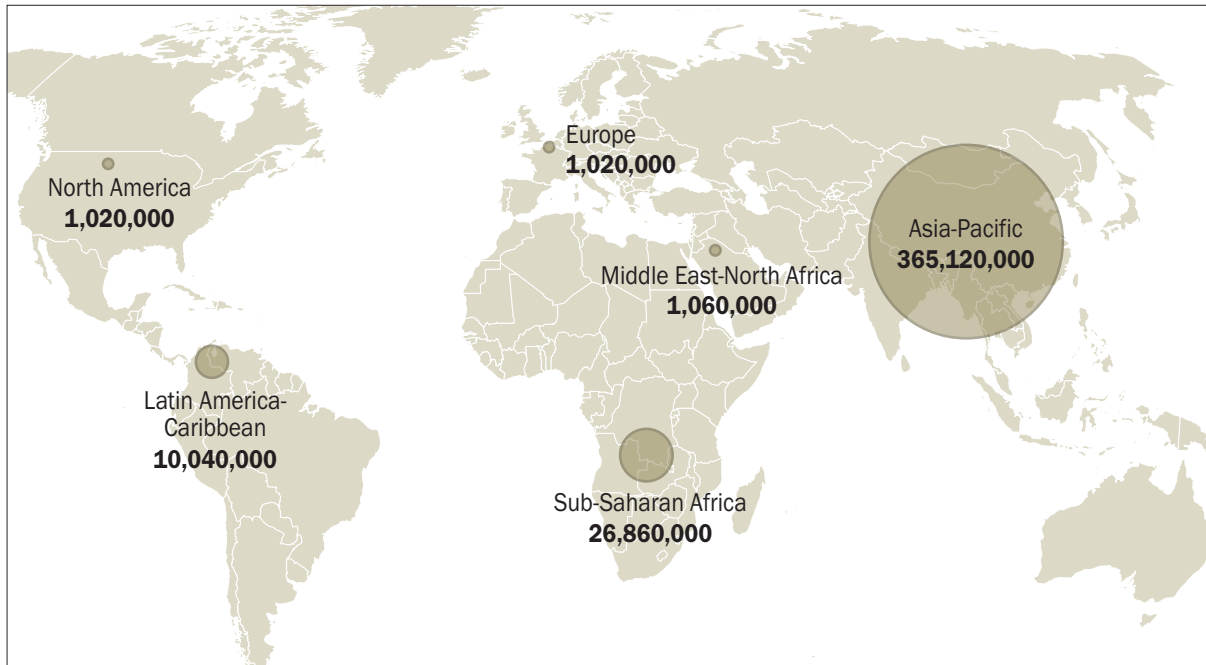 Europe
1,020,000
North America
1,020,000
Asia-Pacific
365,120,000
Middle East-North Africa
1,060,000
Latin America-
Caribbean
10,040,000
Sub-Saharan Africa
26,860,000